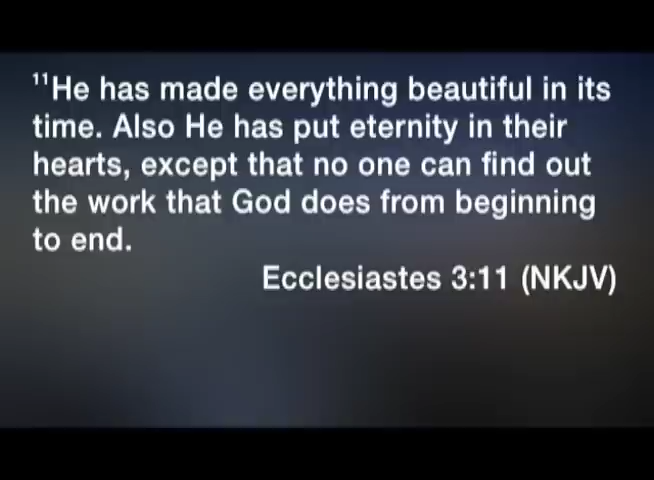 ¹¹He has made everything beautiful in its
time. Also He has put eternity in their
hearts, except that no one can find out
the work that God does from beginning
to end.
Ecclesiastes 3:11 (NKJV)